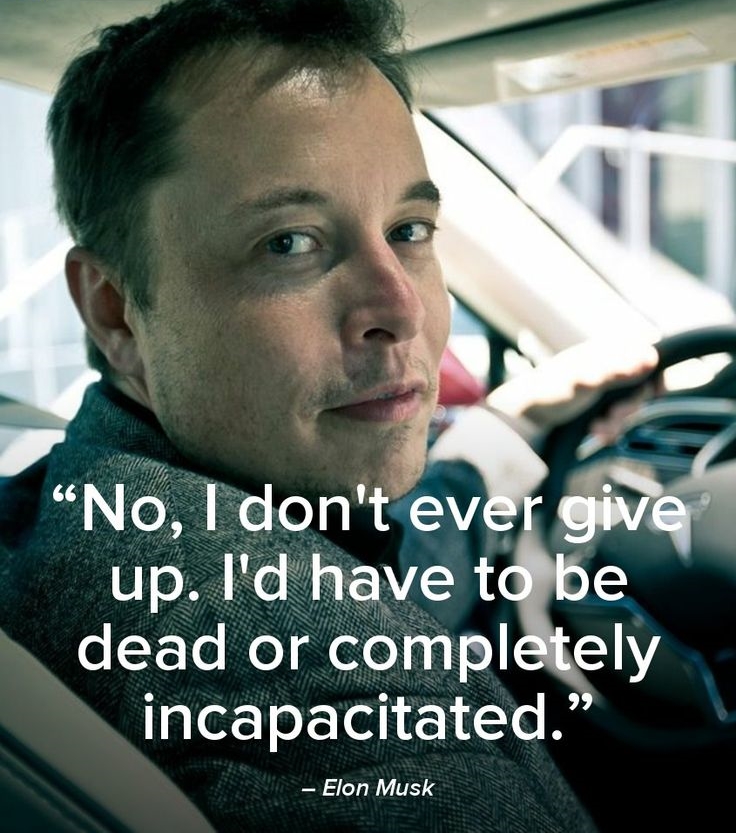 “No, I don't ever give
up. I'd have to be
dead or completely
incapacitated.”
– Elon Musk